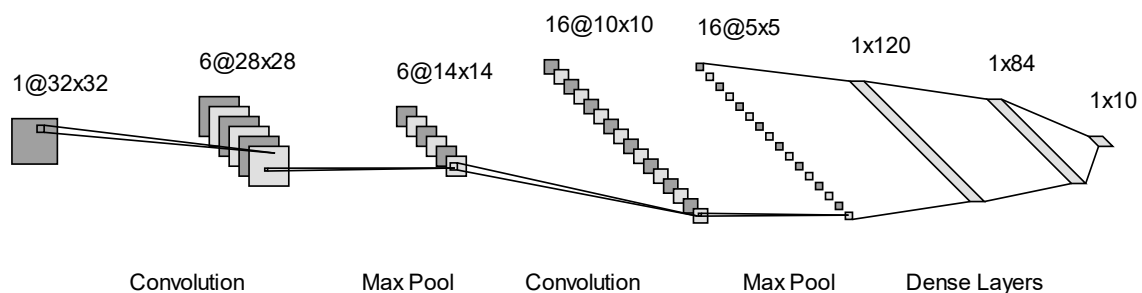 1@32x32
6@28x28
6@14x14
16@10x10
16@5x5
1x120
1x84
1x10
Convolution
Max Pool
Convolution
Max Pool
Dense Layers